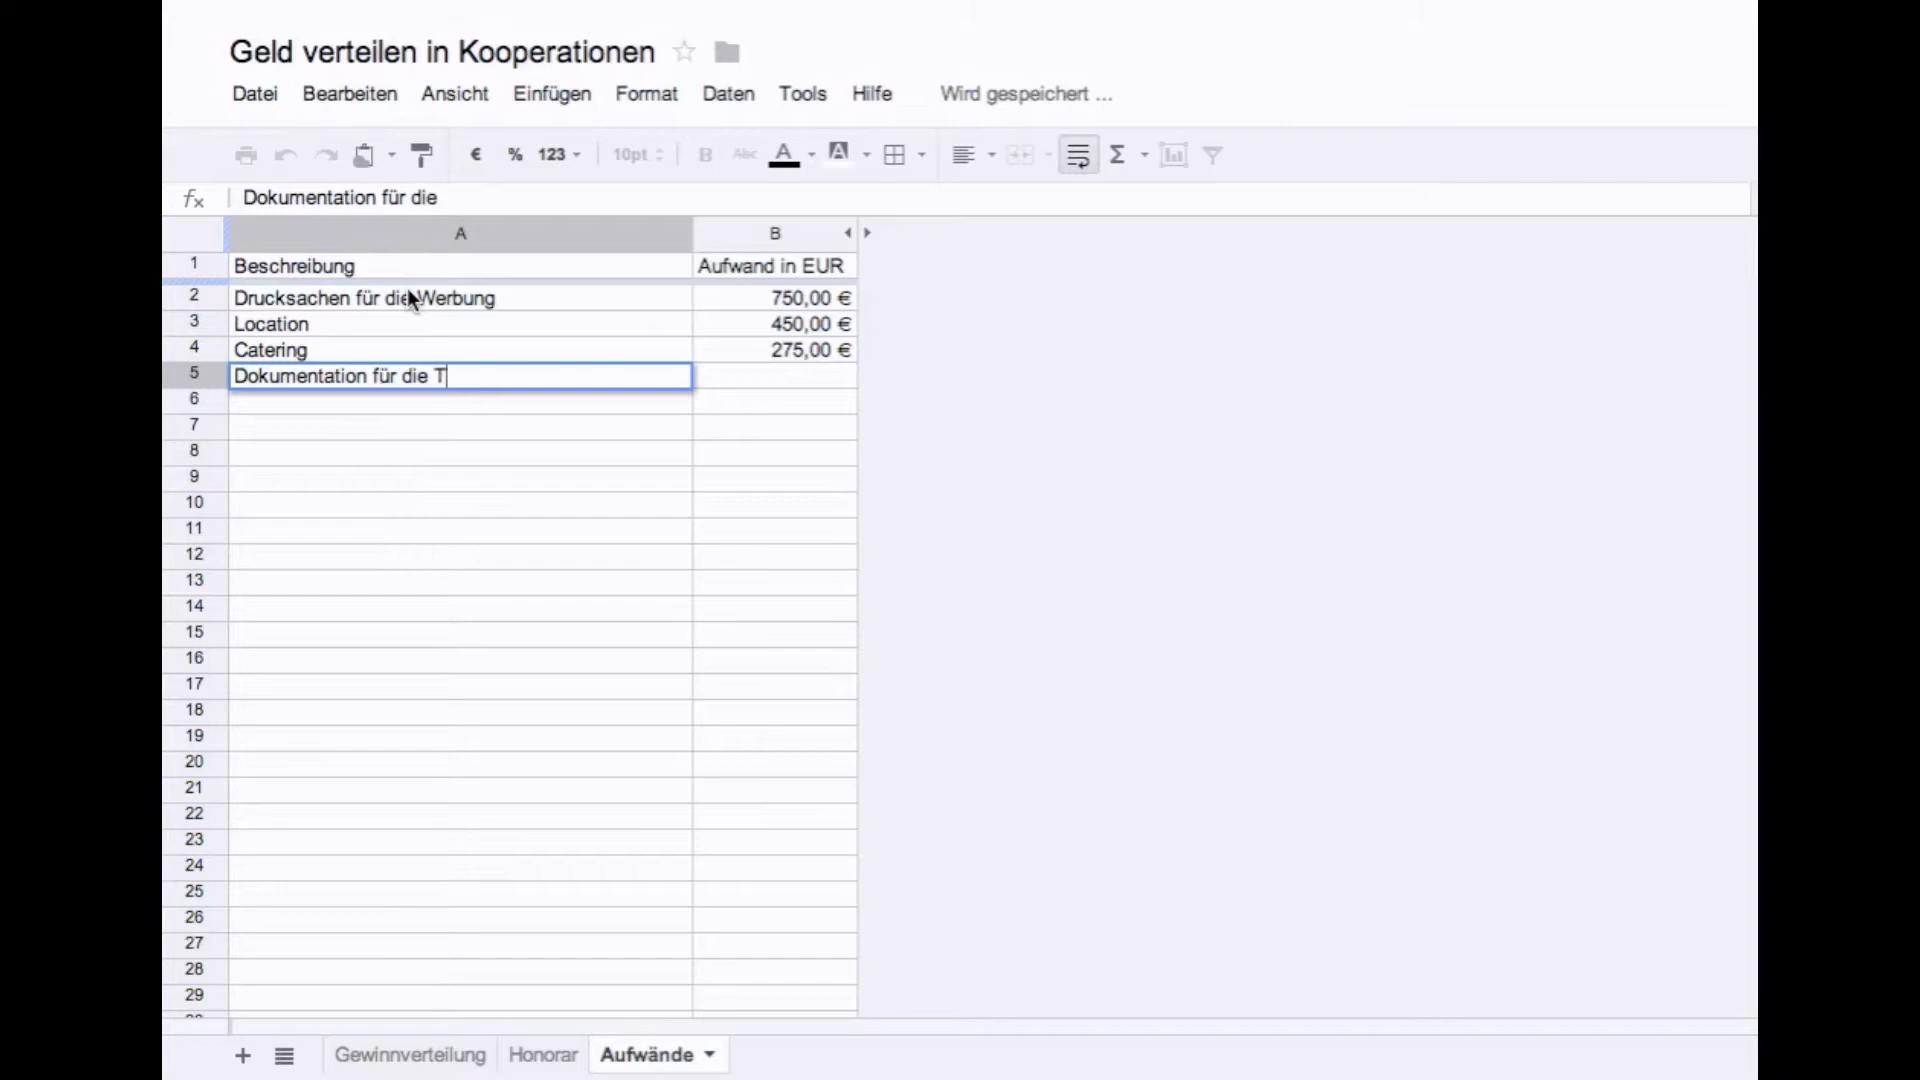 Geld verteilen in Kooperationen
Datei Bearbeiten Ansicht Einfügen Format Daten Tools Hilfe Wird gespeichert ...
€ % 123 10pt B Abc A A Σ
fx Dokumentation für die
A B
1 Beschreibung Aufwand in EUR
2 Drucksachen für die Werbung 750,00 €
3 Location 450,00 €
4 Catering 275,00 €
5 Dokumentation für die T
6
7
8
9
10
11
12
13
14
15
16
17
18
19
20
21
22
23
24
25
26
27
28
29
Gewinnverteilung Honorar Aufwände